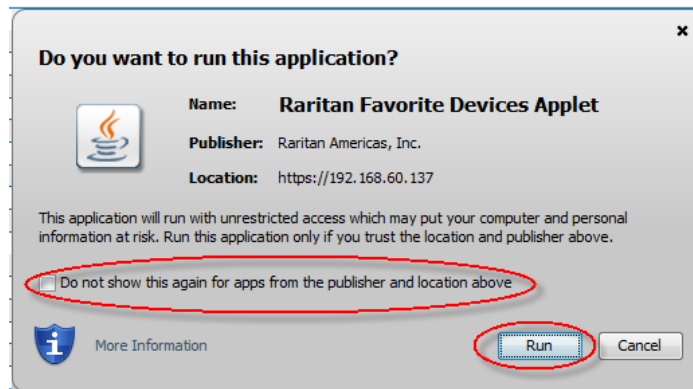 Do you want to run this application?
Name: Raritan Favorite Devices Applet
Publisher: Raritan Americas, Inc.
Location: https://192.168.60.137
This application will run with unrestricted access which may put your computer and personal
information at risk. Run this application only if you trust the location and publisher above.
Do not show this again for apps from the publisher and location above
More Information Run Cancel